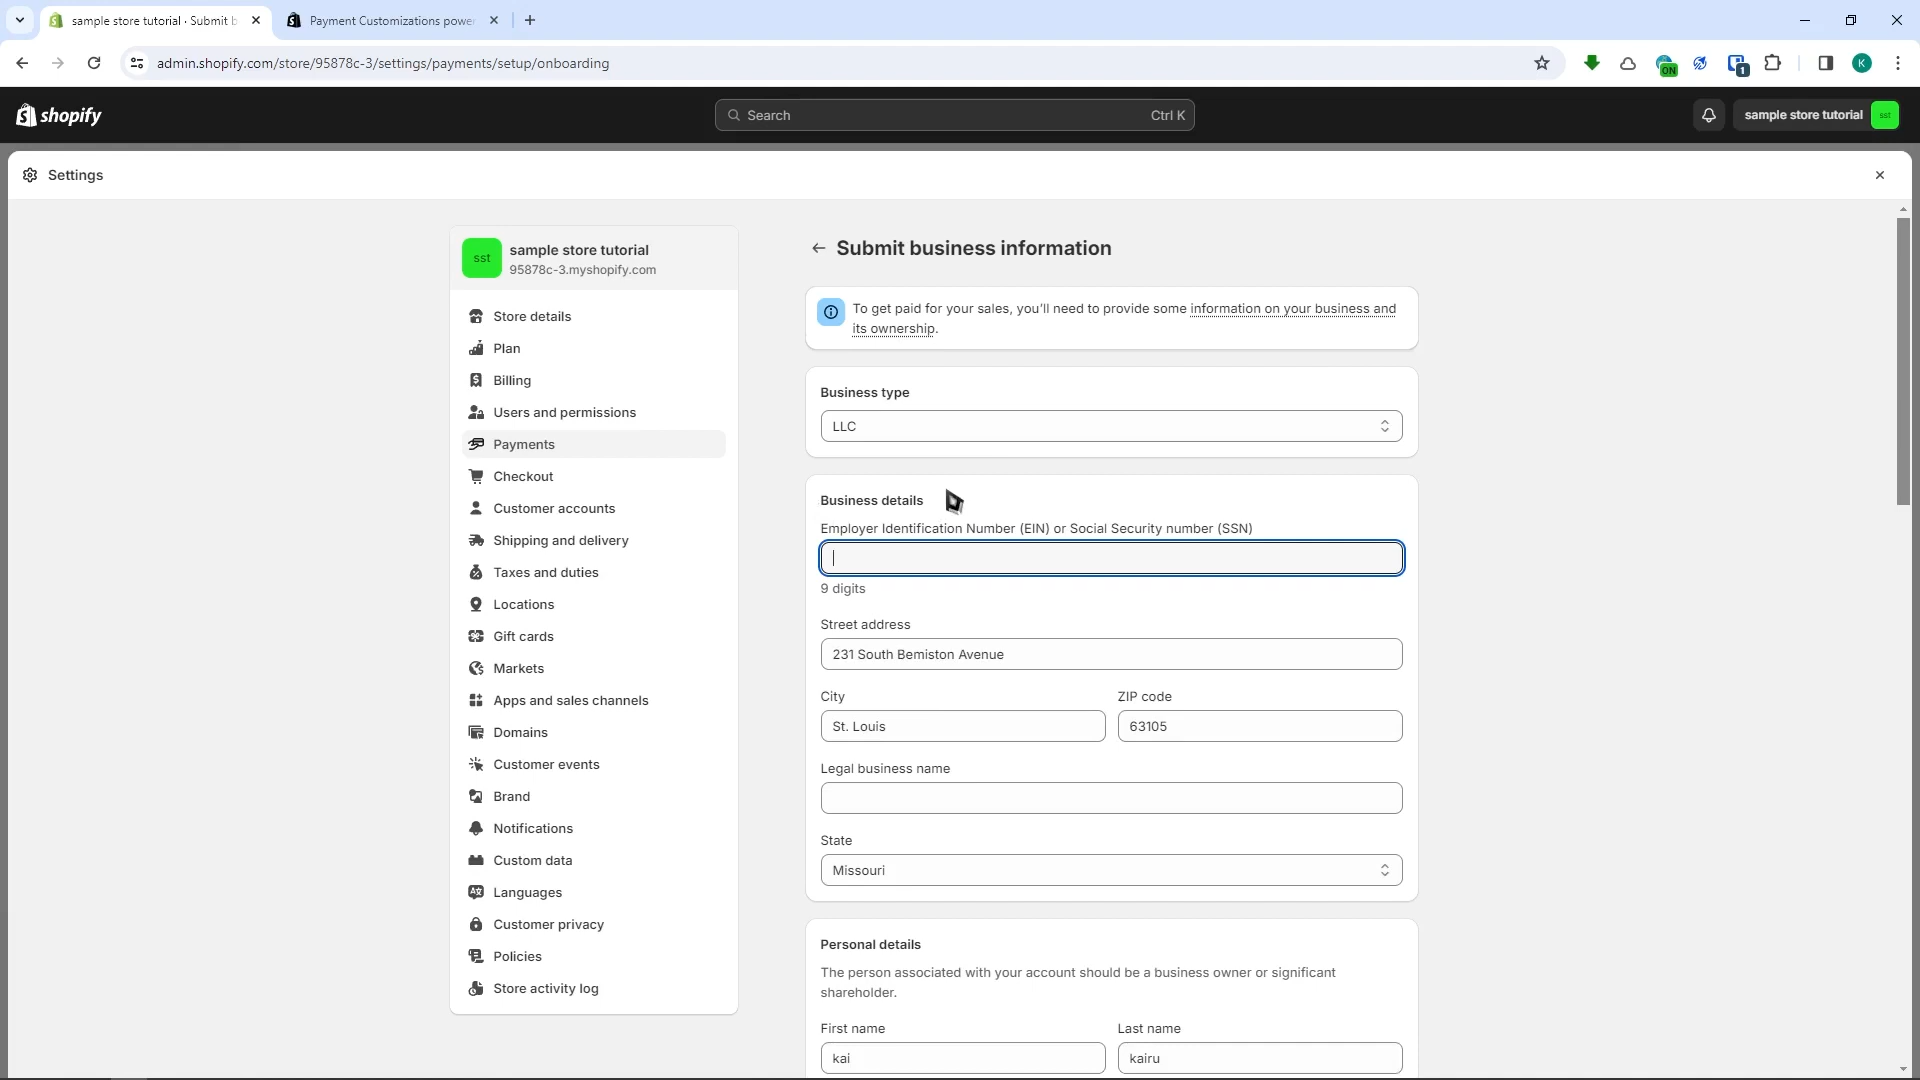 sample store tutorial · Submit b
Payment Customizations powe
admin.shopify.com/store/95878c-3/settings/payments/setup/onboarding
ON
1
K
shopify
Search
Ctrl K
sample store tutorial
sst
Settings
sst
sample store tutorial
95878c-3.myshopify.com
Store details
Plan
Billing
Users and permissions
Payments
Checkout
Customer accounts
Shipping and delivery
Taxes and duties
Locations
Gift cards
Markets
Apps and sales channels
Domains
Customer events
Brand
Notifications
Custom data
Languages
Customer privacy
Policies
Store activity log
Submit business information
To get paid for your sales, you'll need to provide some information on your business and
its ownership.
Business type
LLC
Business details
Employer Identification Number (EIN) or Social Security number (SSN)
9 digits
Street address
231 South Bemiston Avenue
City
ZIP code
St. Louis
63105
Legal business name
State
Missouri
Personal details
The person associated with your account should be a business owner or significant
shareholder.
First name
Last name
kai
kairu